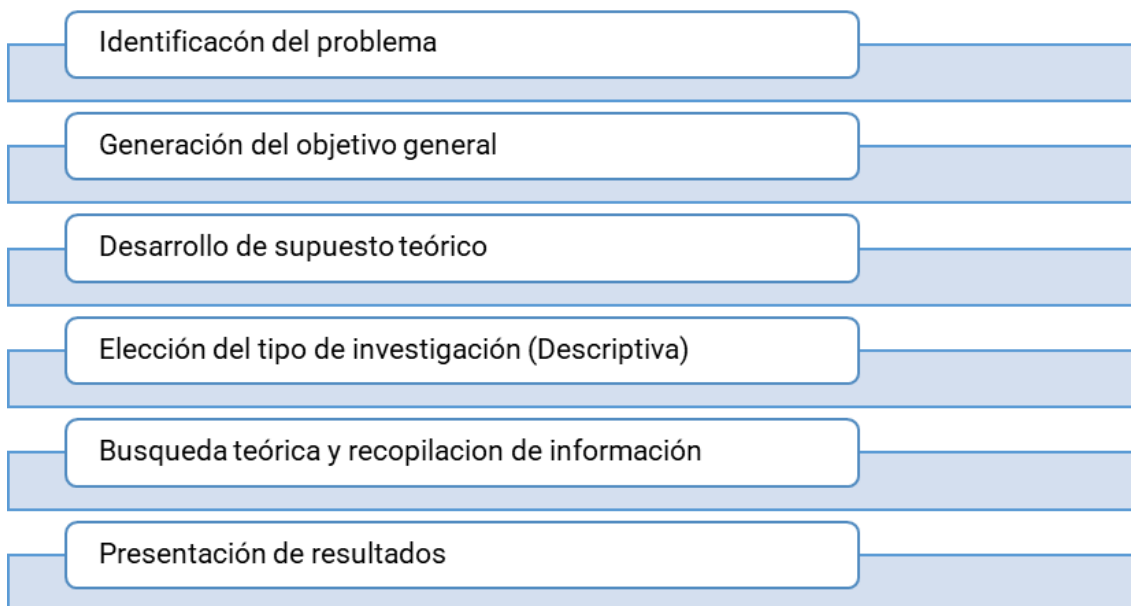 Identificacón del problema
Generación del objetivo general
Desarrollo de supuesto teórico
Elección del tipo de investigación (Descriptiva)
Busqueda teórica y recopilacion de información
Presentación de resultados